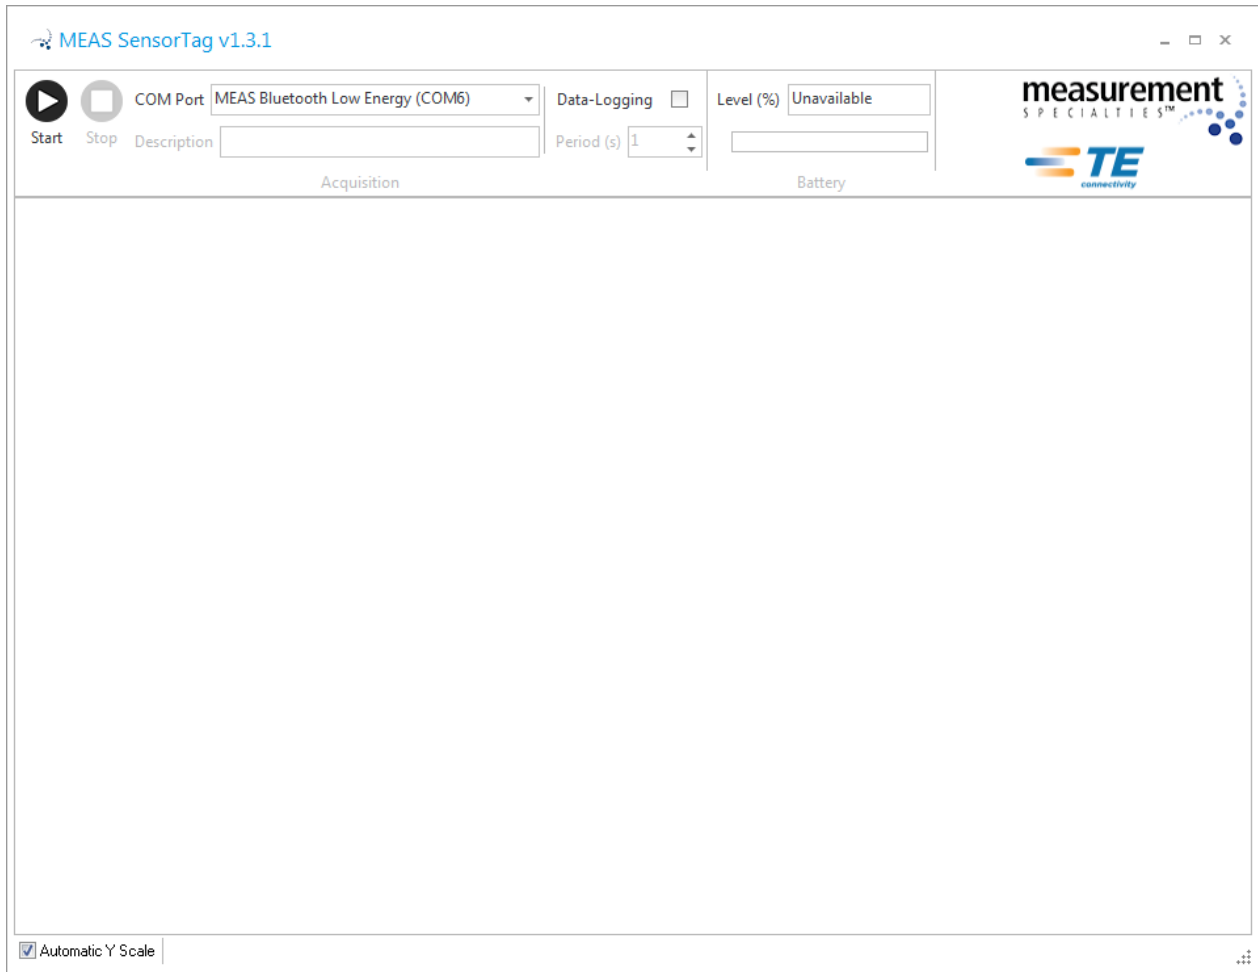 MEAS SensorTag v1.3.1
COM Port MEAS Bluetooth Low Energy (COM6) Data-Logging Level (%) Unavailable
Start Stop Description Period (s) 1
Acquisition Battery
measurement
SPECIALTIES™
TE
connectivity
Automatic Y Scale